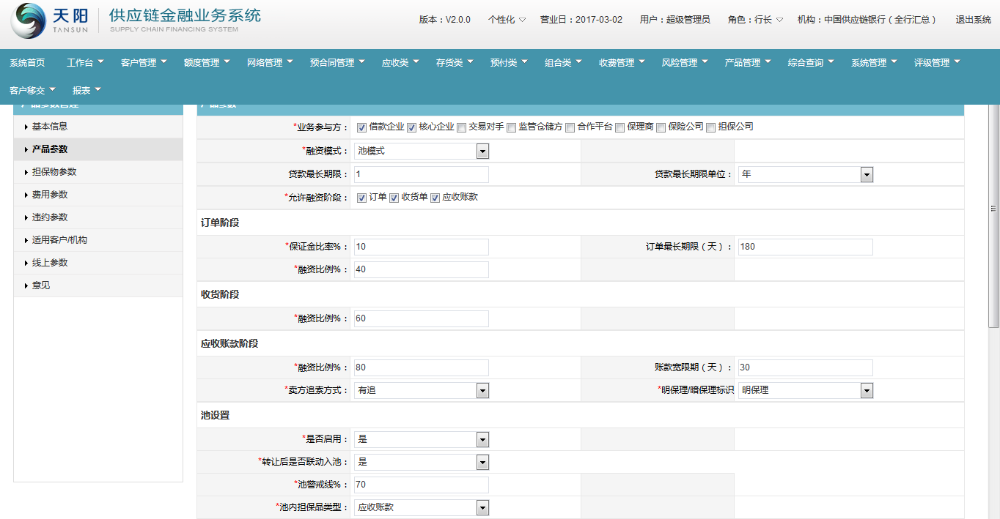 天阳
TANSUN
供应链金融业务系统
SUPPLY CHAIN FINANCING SYSTEM
版本：V2.0.0 个性化 营业日：2017-03-02 用户：超级管理员 角色：行长 机构：中国供应链银行（全行汇总） 退出系统
系统首页 工作台 客户管理 额度管理 网络管理 预合同管理 应收类 存货类 预付类 组合类 收费管理 风险管理 产品管理 综合查询 系统管理 评级管理
客户移交 报表
产品参数管理
基本信息
产品参数
担保物参数
费用参数
违约参数
适用客户/机构
线上参数
意见
产品参数
*业务参与方： 借款企业 核心企业 交易对手 监管仓储方 合作平台 保理商 保险公司 担保公司
*融资模式： 池模式
贷款最长期限： 1 贷款最长期限单位： 年
*允许融资阶段： 订单 收货单 应收账款
订单阶段
*保证金比率%： 10 订单最长期限（天）： 180
*融资比例%： 40
收货阶段
*融资比例%： 60
应收账款阶段
*融资比例%： 80 账款宽限期（天）： 30
*卖方追索方式： 有追 *明保理/暗保理标识 明保理
池设置
*是否启用： 是
*转让后是否联动入池： 是
*池警戒线%： 70
*池内担保品类型： 应收账款